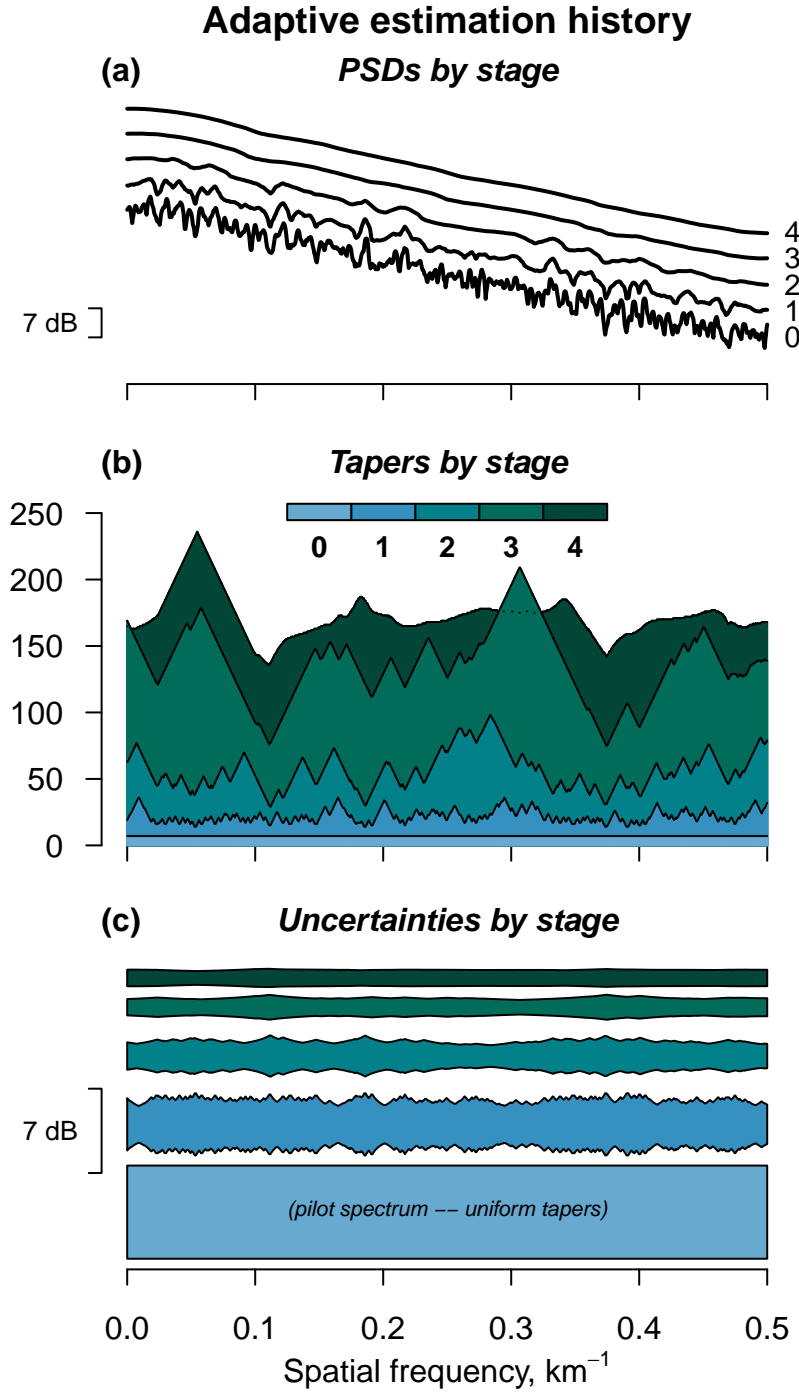 Adaptive estimation history
(a) PSDs by stage
4
3
2
1
0
7 dB
(b) Tapers by stage
250
200
150
100
50
0
0 1 2 3 4
(c) Uncertainties by stage
7 dB
(pilot spectrum −− uniform tapers)
0.0 0.1 0.2 0.3 0.4 0.5
Spatial frequency, km⁻¹